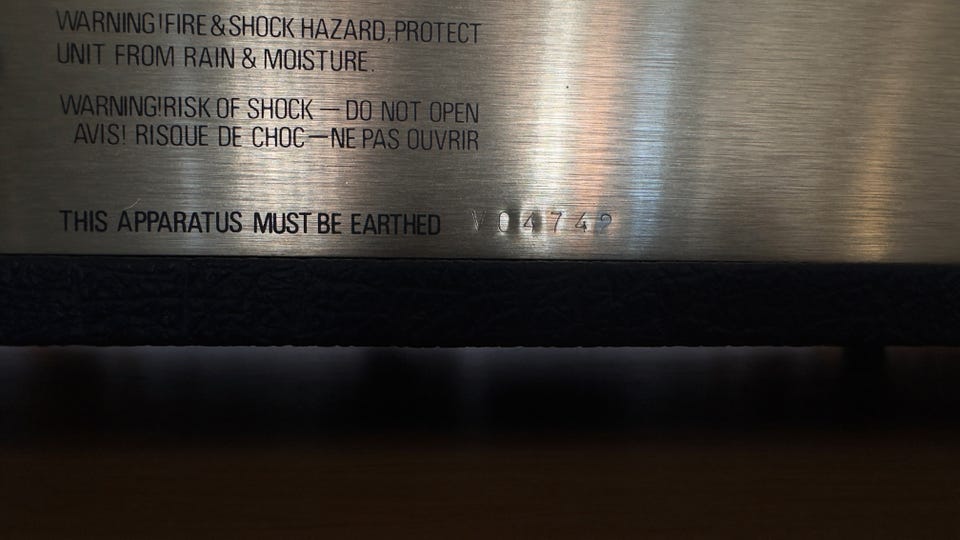 WARNING!FIRE & SHOCK HAZARD, PROTECT
UNIT FROM RAIN & MOISTURE.
WARNING!RISK OF SHOCK — DO NOT OPEN
AVIS! RISQUE DE CHOC—NE PAS OUVRIR
THIS APPARATUS MUST BE EARTHED V04742